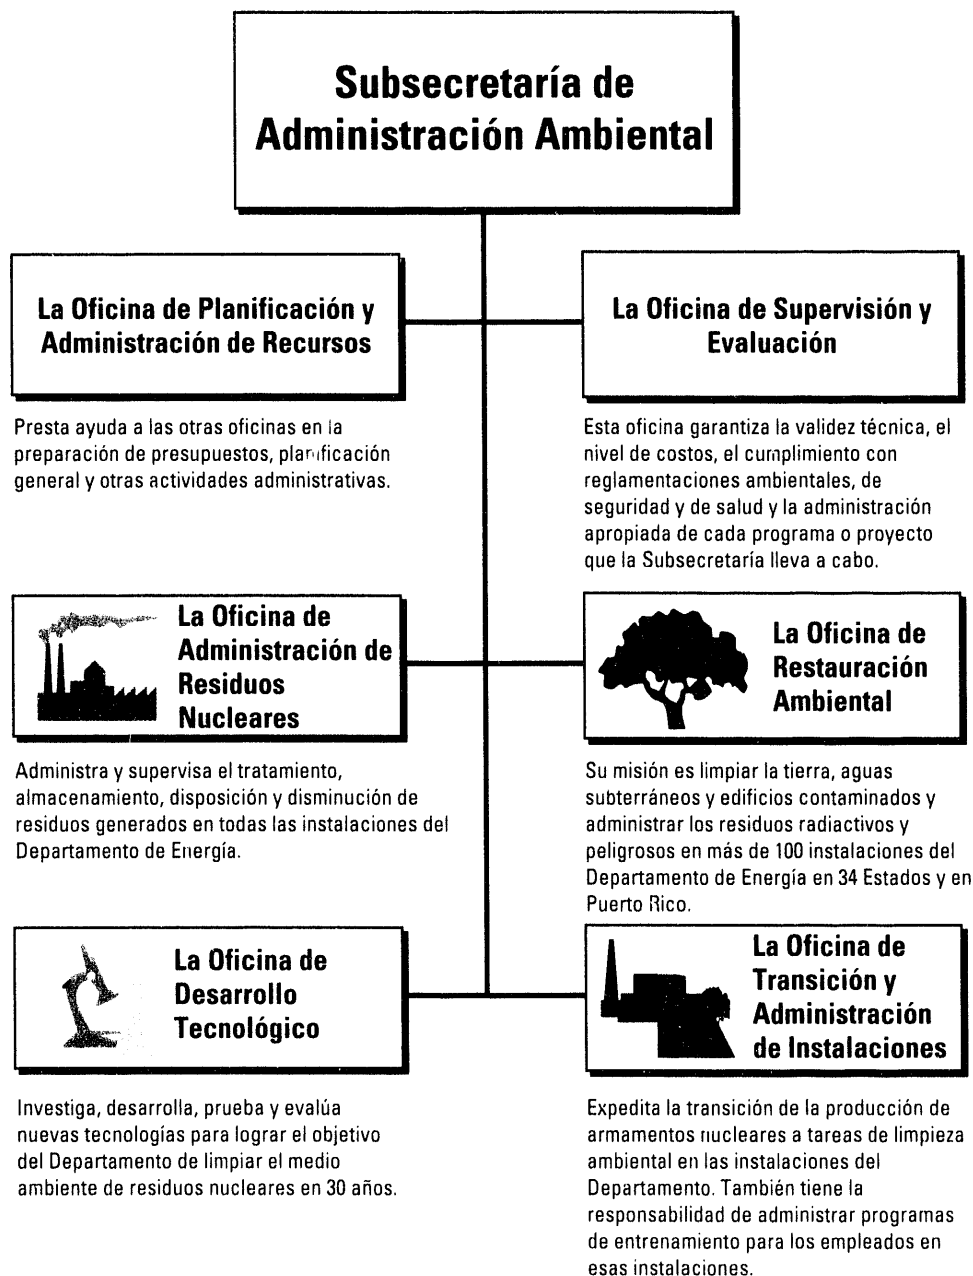 Subsecretaría de
Administración Ambiental
La Oficina de Planificación y
Administración de Recursos
Presta ayuda a las otras oficinas en la
preparación de presupuestos, planificación
general y otras actividades administrativas.
La Oficina de Supervisión y
Evaluación
Esta oficina garantiza la validez técnica, el
nivel de costos, el cumplimiento con
reglamentaciones ambientales, de
seguridad y de salud y la administración
apropiada de cada programa o proyecto
que la Subsecretaría lleva a cabo.
La Oficina de
Administración de
Residuos
Nucleares
Administra y supervisa el tratamiento,
almacenamiento, disposición y disminución de
residuos generados en todas las instalaciones del
Departamento de Energía.
La Oficina de
Restauración
Ambiental
Su misión es limpiar la tierra, aguas
subterráneos y edificios contaminados y
administrar los residuos radiactivos y
peligrosos en más de 100 instalaciones del
Departamento de Energía en 34 Estados y en
Puerto Rico.
La Oficina de
Desarrollo
Tecnológico
Investiga, desarrolla, prueba y evalúa
nuevas tecnologías para lograr el objetivo
del Departamento de limpiar el medio
ambiente de residuos nucleares en 30 años.
La Oficina de
Transición y
Administración
de Instalaciones
Expedita la transición de la producción de
armamentos nucleares a tareas de limpieza
ambiental en las instalaciones del
Departamento. También tiene la
responsabilidad de administrar programas
de entrenamiento para los empleados en
esas instalaciones.